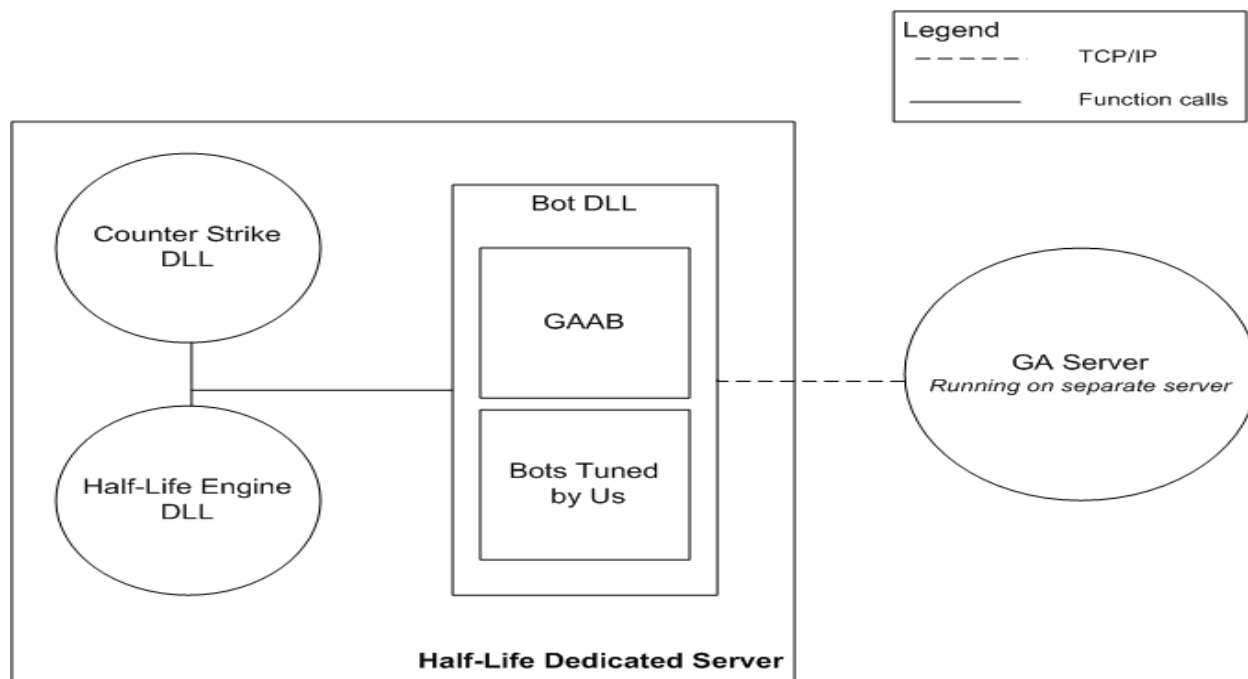 Legend
TCP/IP
Function calls
Counter Strike
DLL
Half-Life Engine
DLL
Bot DLL
GAAB
Bots Tuned
by Us
GA Server
Running on separate server
Half-Life Dedicated Server